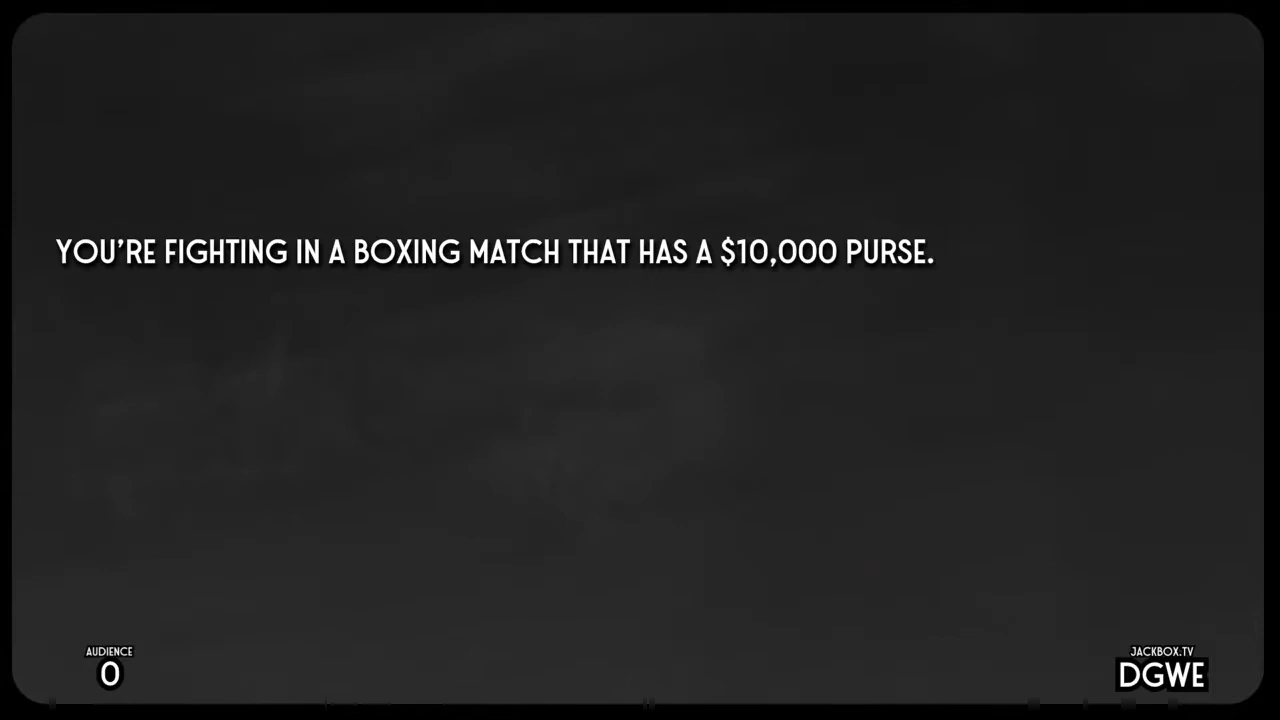 YOU'RE FIGHTING IN A BOXING MATCH THAT HAS A $10,000 PURSE.
AUDIENCE
0
JACKBOX.TV
DGWE